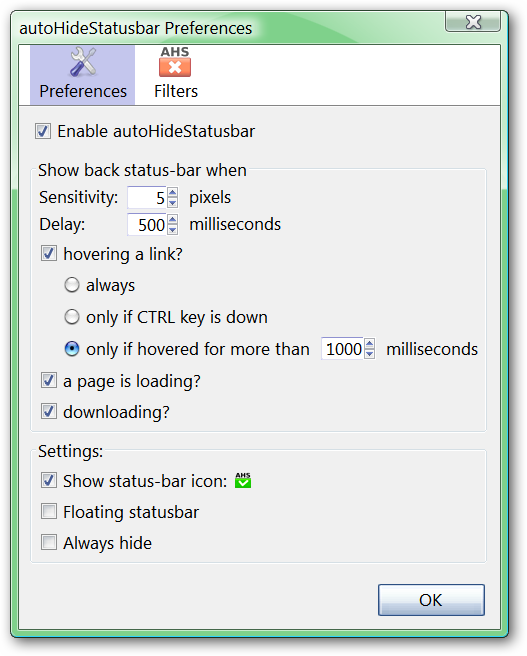 autoHideStatusbar Preferences
AHS
Preferences Filters
Enable autoHideStatusbar
Show back status-bar when
Sensitivity: 5 pixels
Delay: 500 milliseconds
hovering a link?
always
only if CTRL key is down
only if hovered for more than 1000 milliseconds
a page is loading?
downloading?
Settings:
Show status-bar icon: AHS
Floating statusbar
Always hide
OK